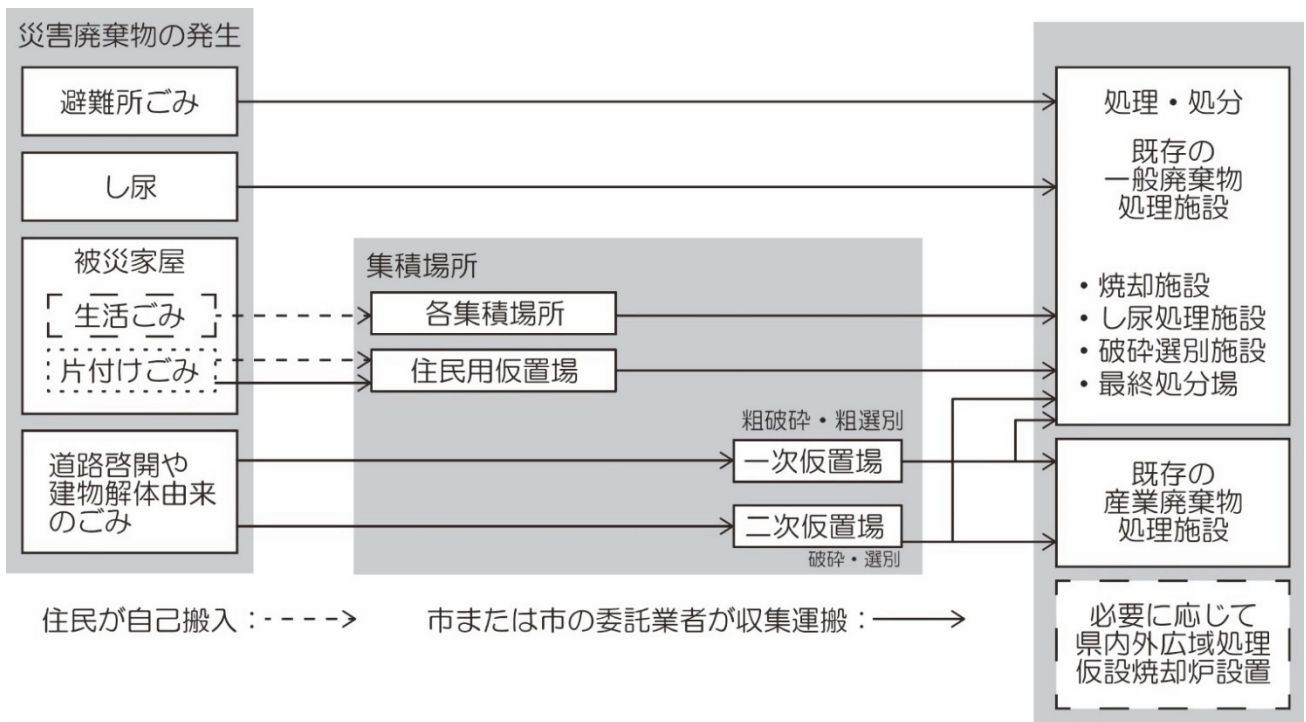 災害廃棄物の発生
避難所ごみ
し尿
被災家屋
生活ごみ
片付けごみ
道路啓開や
建物解体由来
のごみ
集積場所
各集積場所
住民用仮置場
粗破砕・粗選別
一次仮置場
二次仮置場
破砕・選別
処理・処分
既存の
一般廃棄物
処理施設
・焼却施設
・し尿処理施設
・破砕選別施設
・最終処分場
既存の
産業廃棄物
処理施設
必要に応じて
県内外広域処理
仮設焼却炉設置
住民が自己搬入：
市または市の委託業者が収集運搬：